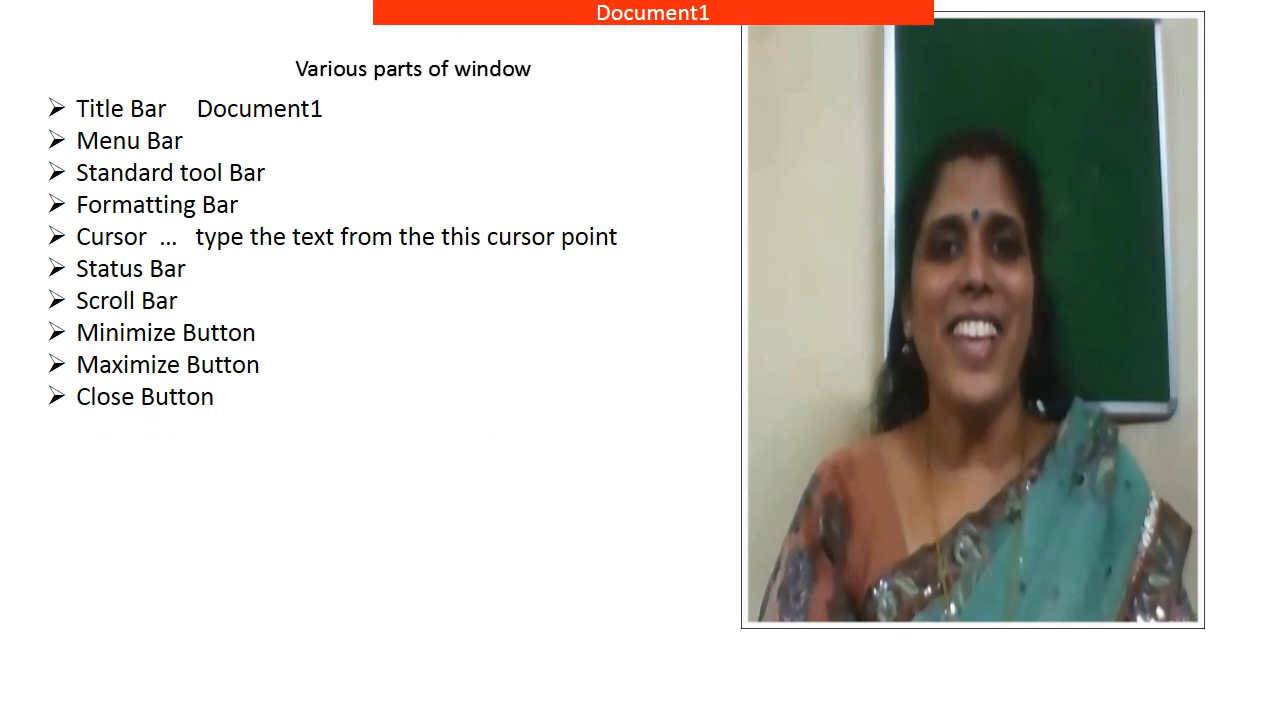 Document1
Various parts of window
➢ Title Bar Document1
➢ Menu Bar
➢ Standard tool Bar
➢ Formatting Bar
➢ Cursor ... type the text from the this cursor point
➢ Status Bar
➢ Scroll Bar
➢ Minimize Button
➢ Maximize Button
➢ Close Button